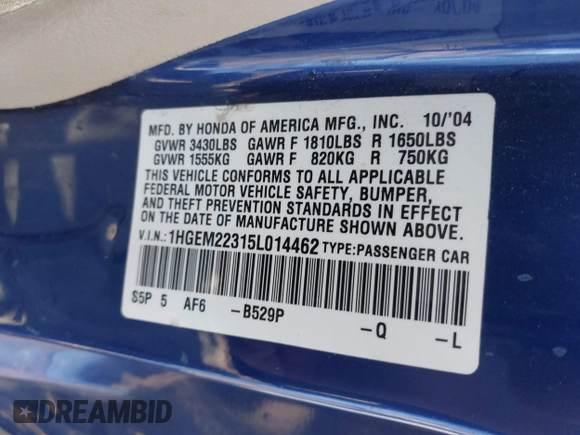 MFD. BY HONDA OF AMERICA MFG., INC. 10/'04
GVWR 3430LBS GAWR F 1810LBS R 1650LBS
GVWR 1555KG GAWR F 820KG R 750KG
THIS VEHICLE CONFORMS TO ALL APPLICABLE
FEDERAL MOTOR VEHICLE SAFETY, BUMPER,
AND THEFT PREVENTION STANDARDS IN EFFECT
ON THE DATE OF MANUFACTURE SHOWN ABOVE.
V.I.N.: 1HGEM22315L014462 TYPE: PASSENGER CAR
S5P 5 AF6 -B529P -Q -L
DREAMBID